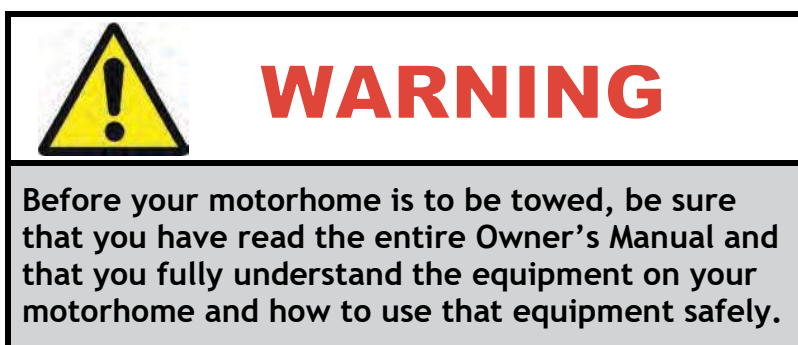 WARNING
Before your motorhome is to be towed, be sure
that you have read the entire Owner’s Manual and
that you fully understand the equipment on your
motorhome and how to use that equipment safely.